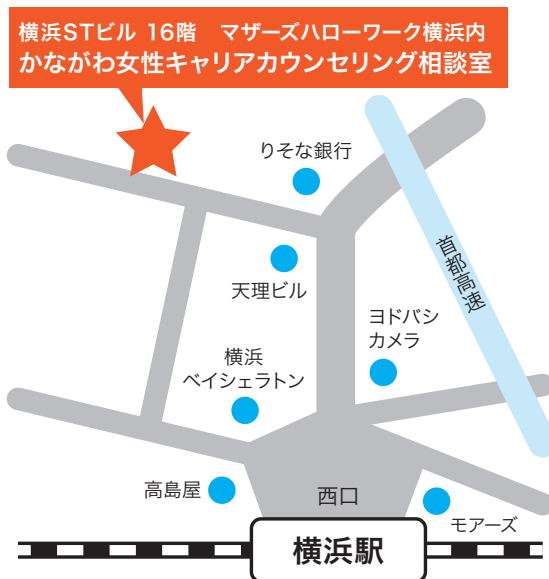 横浜STビル 16階　マザーズハローワーク横浜内
かながわ女性キャリアカウンセリング相談室
りそな銀行
首都高速
天理ビル
ヨドバシ
カメラ
横浜
ベイシェラトン
高島屋
西口
モアーズ
横浜駅